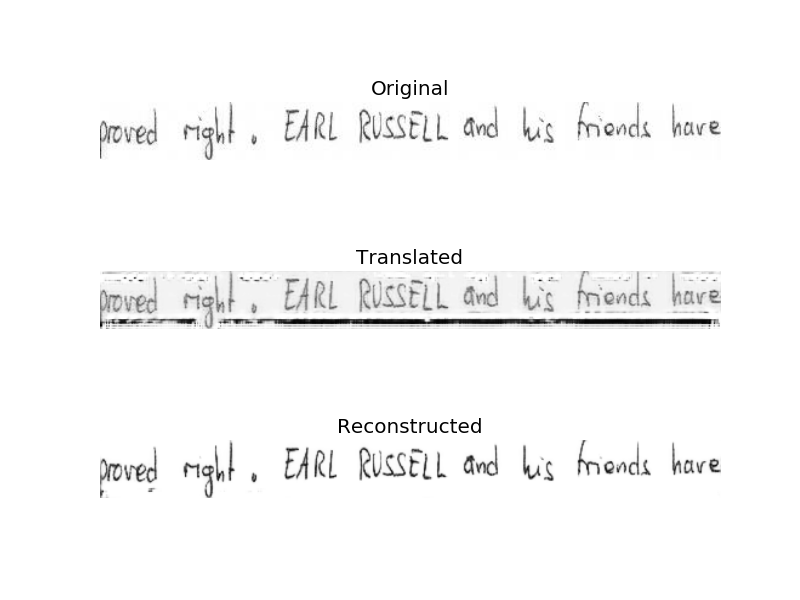 Original
proved right. EARL RUSSELL and his friends have
Translated
proved right. EARL RUSSELL and his friends have
Reconstructed
proved right. EARL RUSSELL and his friends have